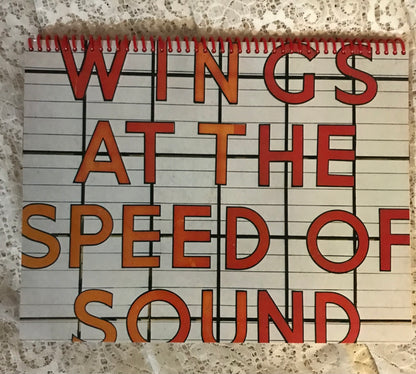 WINGS
AT THE
SPEED OF
SOUND